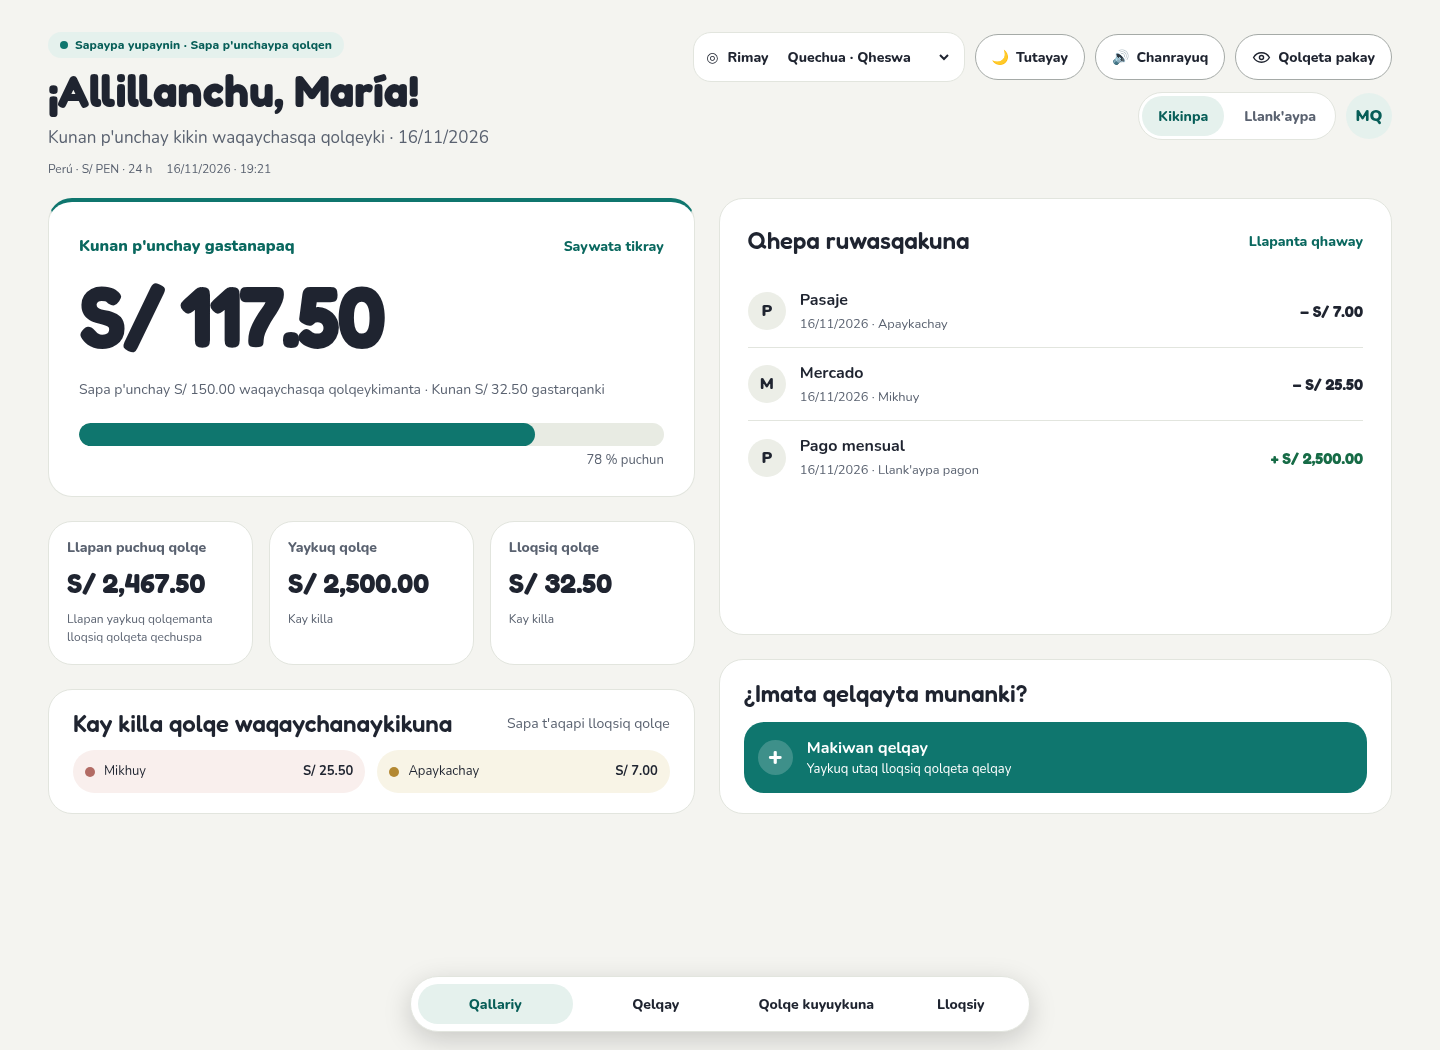 Sapaypa yupaynin · Sapa p'unchaypa qolqen
¡Allillanchu, María!
Kunan p'unchay kikin waqaychasqa qolqeyki · 16/11/2026
Perú · S/ PEN · 24 h 16/11/2026 · 19:21
Rimay Quechua · Qheswa
Tutayay
Chanrayuq
Qolqeta pakay
Kikinpa
Llank'aypa
MQ
Kunan p'unchay gastanapaq
Saywata tikray
S/ 117.50
Sapa p'unchay S/ 150.00 waqaychasqa qolqeykimanta · Kunan S/ 32.50 gastarqanki
78 % puchun
Llapan puchuq qolqe
S/ 2,467.50
Llapan yaykuq qolqemanta
lloqsiq qolqeta qechuspa
Yaykuq qolqe
S/ 2,500.00
Kay killa
Lloqsiq qolqe
S/ 32.50
Kay killa
Kay killa qolqe waqaychanaykikuna
Sapa t'aqapi lloqsiq qolqe
Mikhuy S/ 25.50
Apaykachay S/ 7.00
Qhepa ruwasqakuna
Llapanta qhaway
P
Pasaje
16/11/2026 · Apaykachay
– S/ 7.00
M
Mercado
16/11/2026 · Mikhuy
– S/ 25.50
P
Pago mensual
16/11/2026 · Llank'aypa pagon
+ S/ 2,500.00
¿Imata qelqayta munanki?
+
Makiwan qelqay
Yaykuq utaq lloqsiq qolqeta qelqay
Qallariy
Qelqay
Qolqe kuyuykuna
Lloqsiy